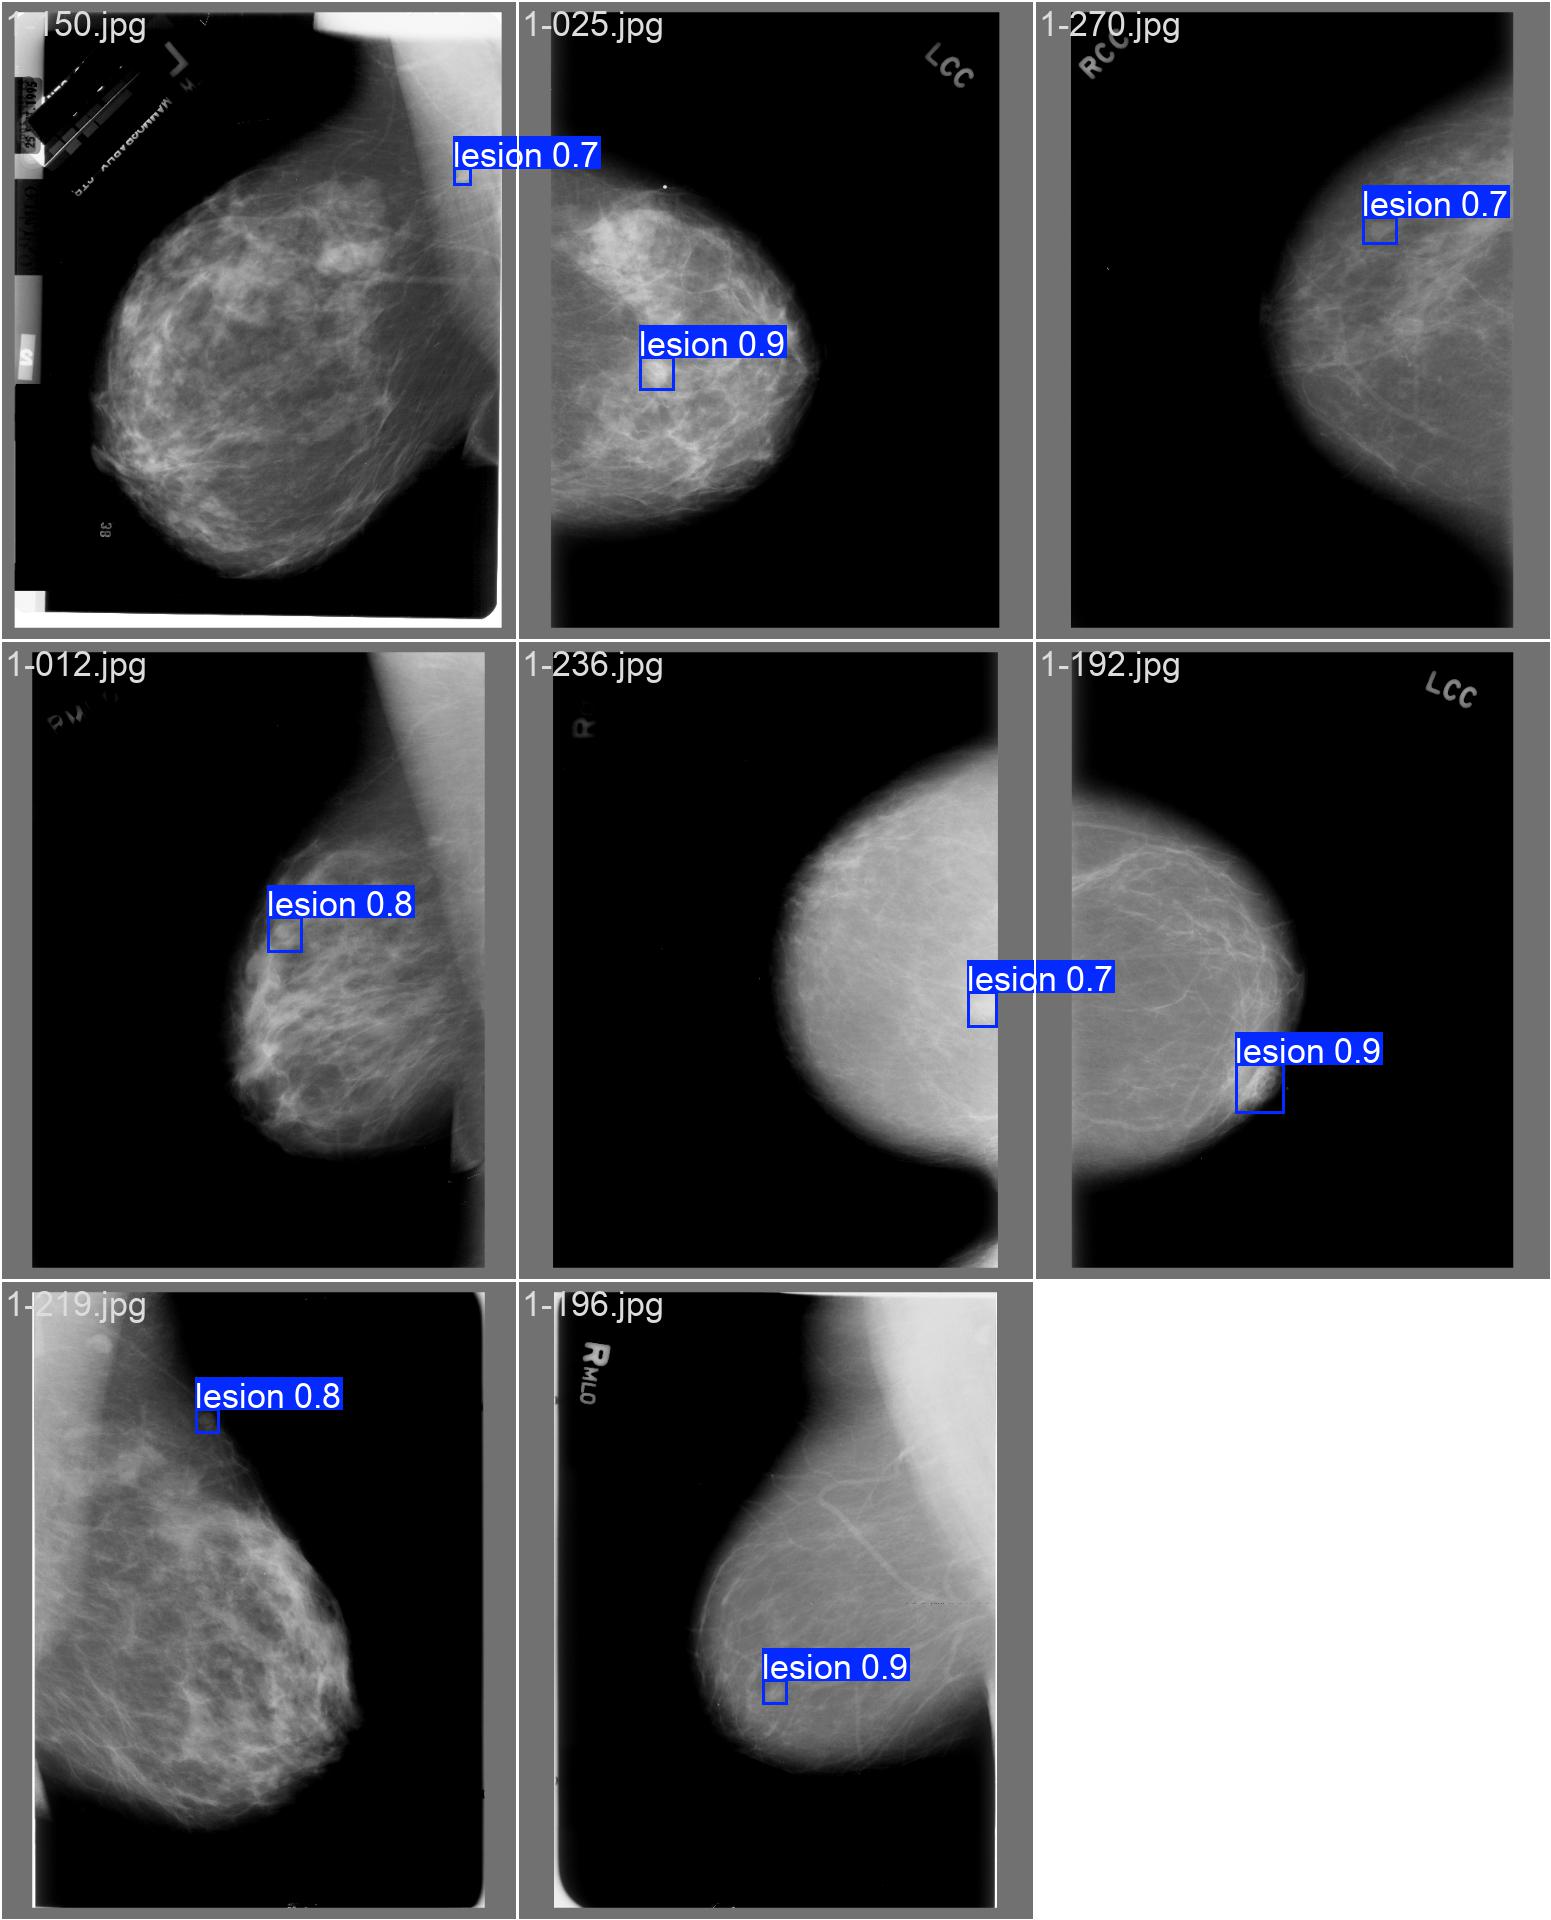 1-150.jpg
L
lesion 0.7
38
1-025.jpg
LCC
lesion 0.9
1-270.jpg
RCC
lesion 0.7
1-012.jpg
lesion 0.8
1-236.jpg
R
lesion 0.7
1-192.jpg
LCC
lesion 0.9
1-219.jpg
lesion 0.8
1-196.jpg
RMLO
lesion 0.9